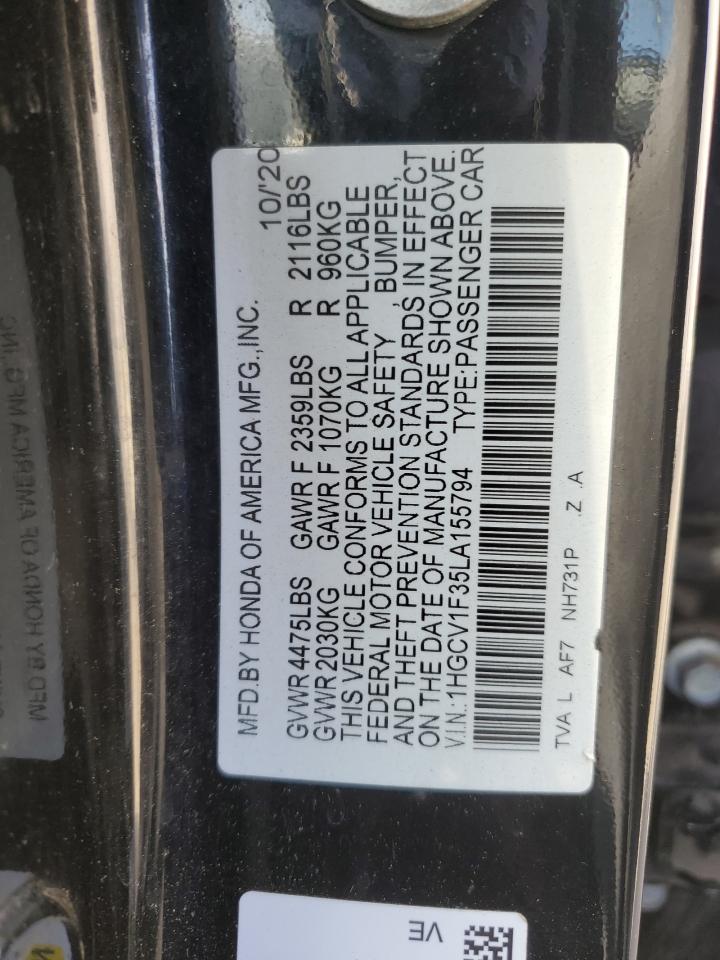 MFD.BY HONDA OF AMERICA MFG.,INC. 10/'20
GVWR 4475LBS GAWR F 2359LBS R 2116LBS
GVWR 2030KG GAWR F 1070KG R 960KG
THIS VEHICLE CONFORMS TO ALL APPLICABLE
FEDERAL MOTOR VEHICLE SAFETY , BUMPER,
AND THEFT PREVENTION STANDARDS IN EFFECT
ON THE DATE OF MANUFACTURE SHOWN ABOVE.
V.I.N.:1HGCV1F35LA155794 TYPE:PASSENGER CAR
TVA L AF7 NH731P .Z .A
VE